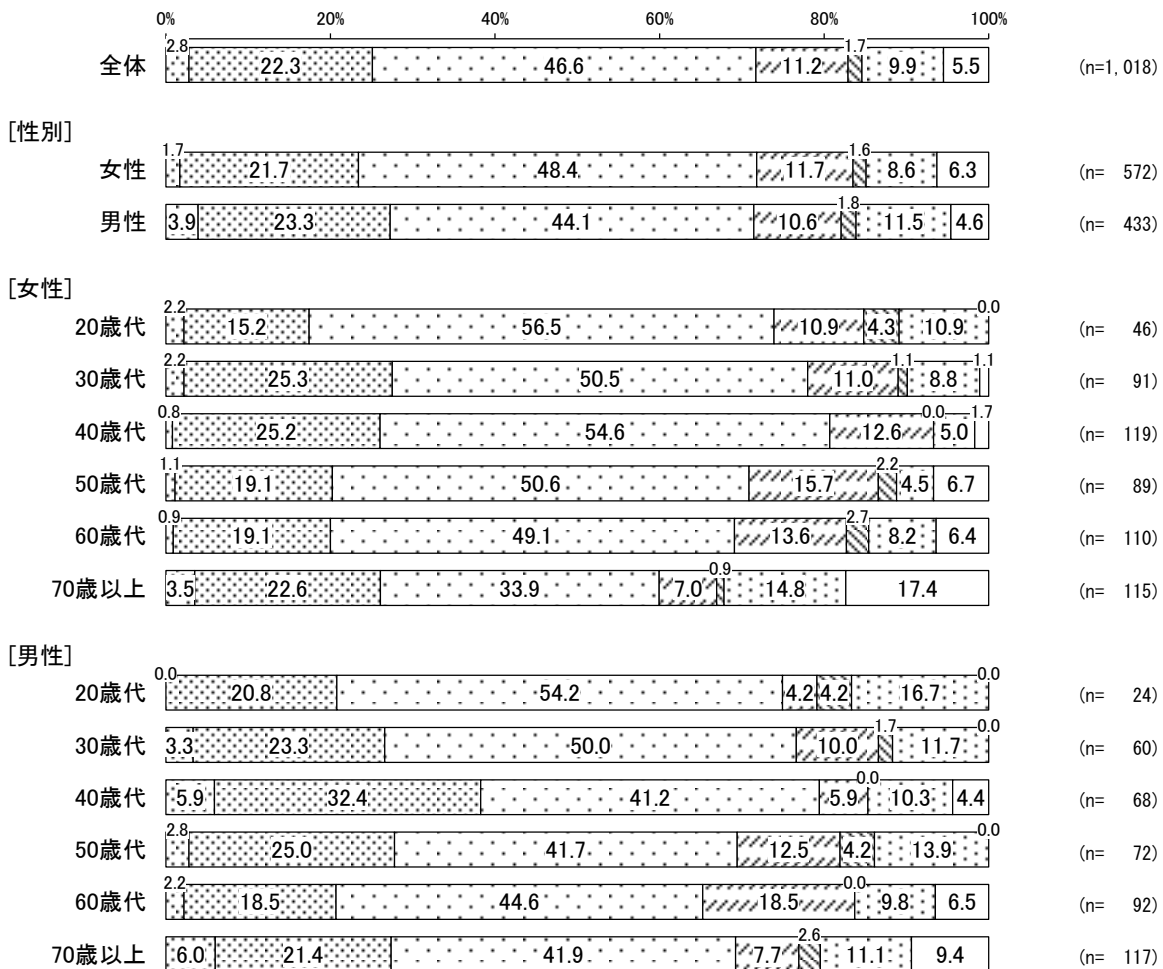 0% 20% 40% 60% 80% 100%
全体 2.8 22.3 46.6 11.2 1.7 9.9 5.5 (n=1,018)
[性別]
女性 1.7 21.7 48.4 11.7 1.6 8.6 6.3 (n= 572)
男性 3.9 23.3 44.1 10.6 1.8 11.5 4.6 (n= 433)
[女性]
20歳代 2.2 15.2 56.5 10.9 4.3 10.9 0.0 (n= 46)
30歳代 2.2 25.3 50.5 11.0 1.1 8.8 1.1 (n= 91)
40歳代 0.8 25.2 54.6 12.6 0.0 5.0 1.7 (n= 119)
50歳代 1.1 19.1 50.6 15.7 2.2 4.5 6.7 (n= 89)
60歳代 0.9 19.1 49.1 13.6 2.7 8.2 6.4 (n= 110)
70歳以上 3.5 22.6 33.9 7.0 0.9 14.8 17.4 (n= 115)
[男性]
20歳代 0.0 20.8 54.2 4.2 4.2 16.7 0.0 (n= 24)
30歳代 3.3 23.3 50.0 10.0 1.7 11.7 0.0 (n= 60)
40歳代 5.9 32.4 41.2 5.9 0.0 10.3 4.4 (n= 68)
50歳代 2.8 25.0 41.7 12.5 4.2 13.9 0.0 (n= 72)
60歳代 2.2 18.5 44.6 18.5 0.0 9.8 6.5 (n= 92)
70歳以上 6.0 21.4 41.9 7.7 2.6 11.1 9.4 (n= 117)